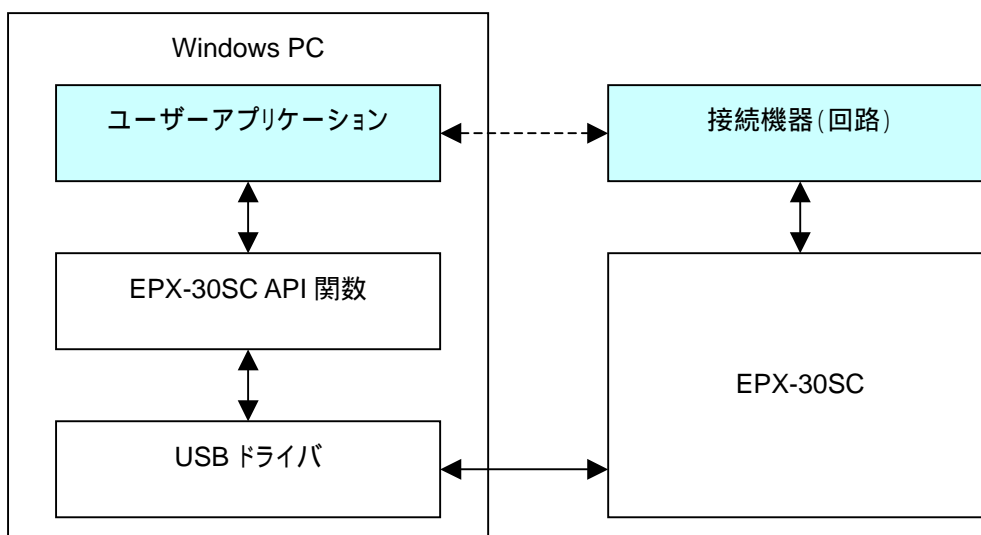 Windows PC
ユーザーアプリケーション
接続機器(回路)
EPX-30SC API 関数
EPX-30SC
USB ドライバ